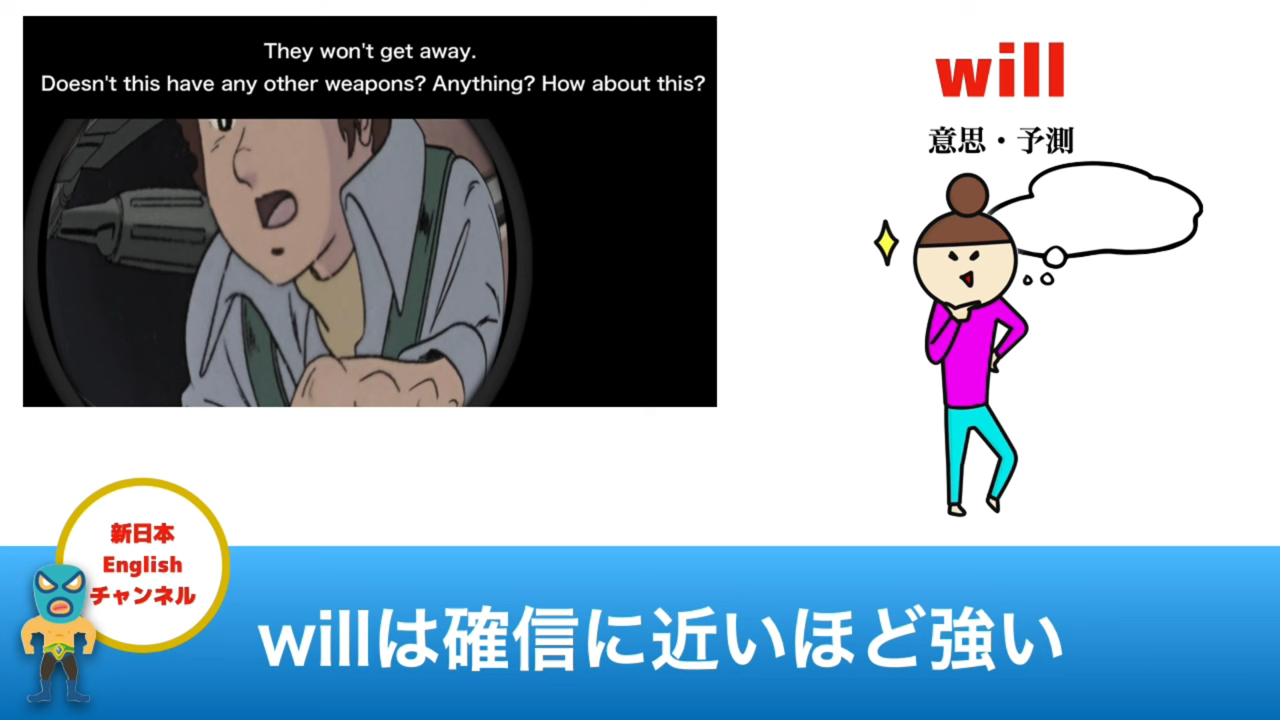 They won't get away.
Doesn't this have any other weapons? Anything? How about this?
will
意思・予測
新日本
English
チャンネル
willは確信に近いほど強い